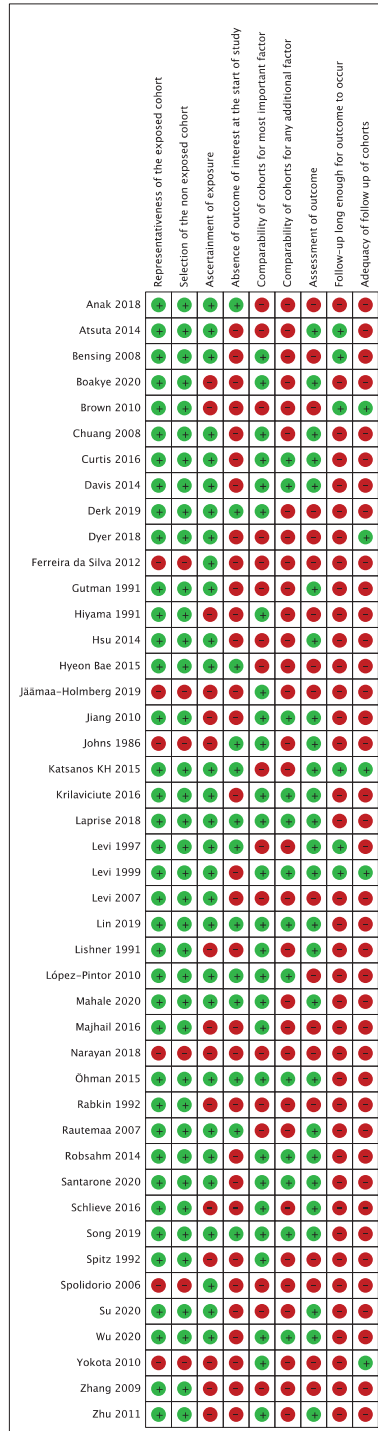 Representativeness of the exposed cohort
Selection of the non exposed cohort
Ascertainment of exposure
Absence of outcome of interest at the start of study
Comparability of cohorts for most important factor
Comparability of cohorts for any additional factor
Assessment of outcome
Follow-up long enough for outcome to occur
Adequacy of follow up of cohorts
Anak 2018
Atsuta 2014
Bensing 2008
Boakye 2020
Brown 2010
Chuang 2008
Curtis 2016
Davis 2014
Derk 2019
Dyer 2018
Ferreira da Silva 2012
Gutman 1991
Hiyama 1991
Hsu 2014
Hyeon Bae 2015
Jäämaa-Holmberg 2019
Jiang 2010
Johns 1986
Katsanos KH 2015
Krilaviciute 2016
Laprise 2018
Levi 1997
Levi 1999
Levi 2007
Lin 2019
Lishner 1991
López-Pintor 2010
Mahale 2020
Majhail 2016
Narayan 2018
Öhman 2015
Rabkin 1992
Rautemaa 2007
Robsahm 2014
Santarone 2020
Schlieve 2016
Song 2019
Spitz 1992
Spolidorio 2006
Su 2020
Wu 2020
Yokota 2010
Zhang 2009
Zhu 2011